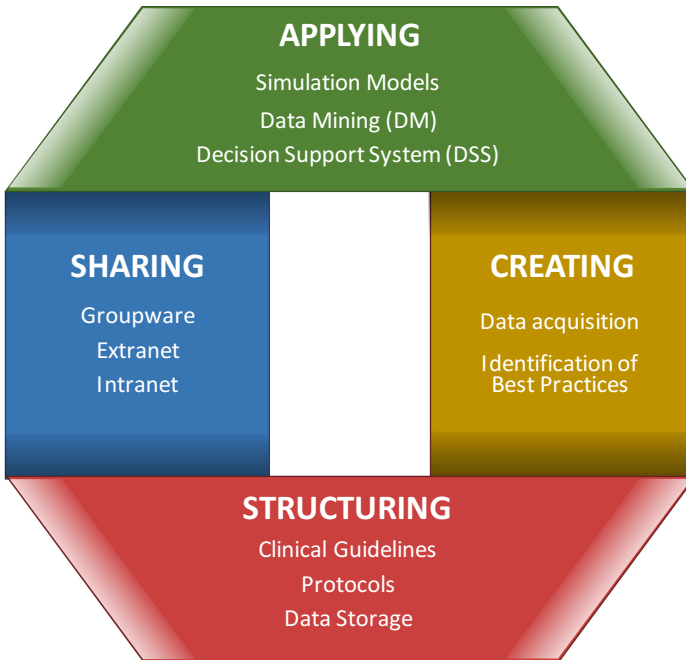 APPLYING
Simulation Models
Data Mining (DM)
Decision Support System (DSS)
SHARING
Groupware
Extranet
Intranet
CREATING
Data acquisition
Identification of
Best Practices
STRUCTURING
Clinical Guidelines
Protocols
Data Storage